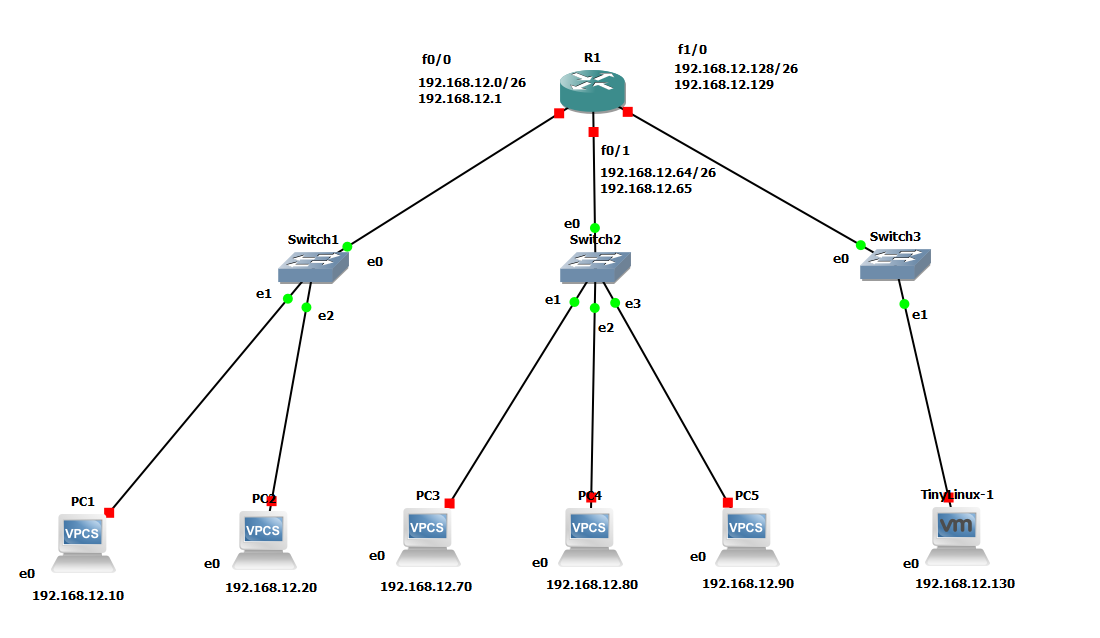 R1
f0/0
192.168.12.0/26
192.168.12.1
f1/0
192.168.12.128/26
192.168.12.129
f0/1
192.168.12.64/26
192.168.12.65
Switch1
e0
e1
e2
e0
Switch2
e1
e2
e3
Switch3
e0
e1
PC1
VPCS
e0
192.168.12.10
PC2
VPCS
e0
192.168.12.20
PC3
VPCS
e0
192.168.12.70
PC4
VPCS
e0
192.168.12.80
PC5
VPCS
e0
192.168.12.90
TinyLinux-1
vm
e0
192.168.12.130